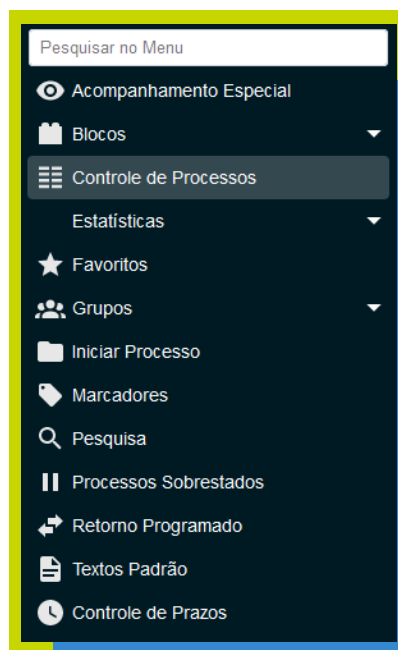 Pesquisar no Menu
Acompanhamento Especial
Blocos
Controle de Processos
Estatísticas
Favoritos
Grupos
Iniciar Processo
Marcadores
Pesquisa
Processos Sobrestados
Retorno Programado
Textos Padrão
Controle de Prazos